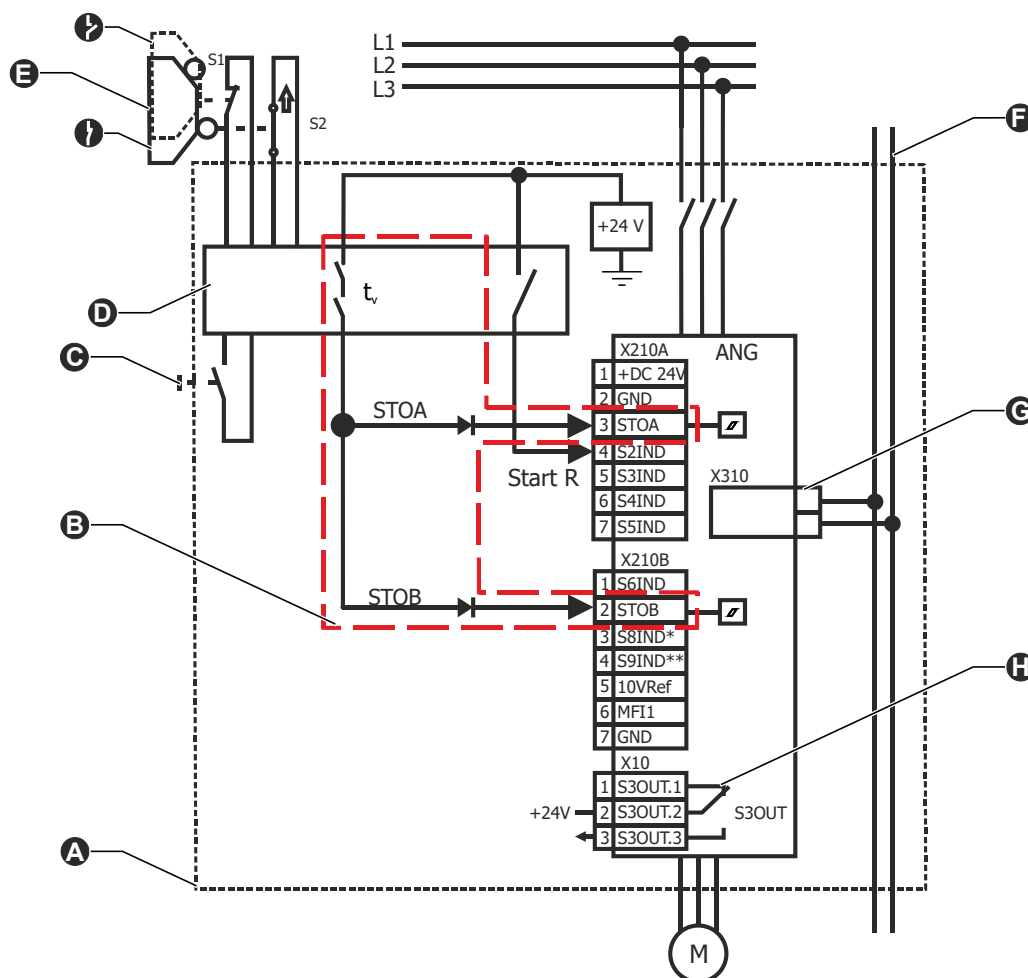 L1
L2
L3
S1
S2
E
F
+24 V
D
t_v
X210A
ANG
1 +DC 24V
2 GND
3 STOA
4 S2IND
5 S3IND
6 S4IND
7 S5IND
C
STOA
Start R
G
X310
B
X210B
1 S6IND
2 STOB
3 S8IND*
4 S9IND**
5 10VRef
6 MFI1
7 GND
STOB
H
X10
1 S3OUT.1
2 S3OUT.2
3 S3OUT.3
+24V
S3OUT
A
M